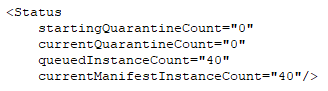 <Status
startingQuarantineCount="0"
currentQuarantineCount="0"
queuedInstanceCount="40"
currentManifestInstanceCount="40"/>